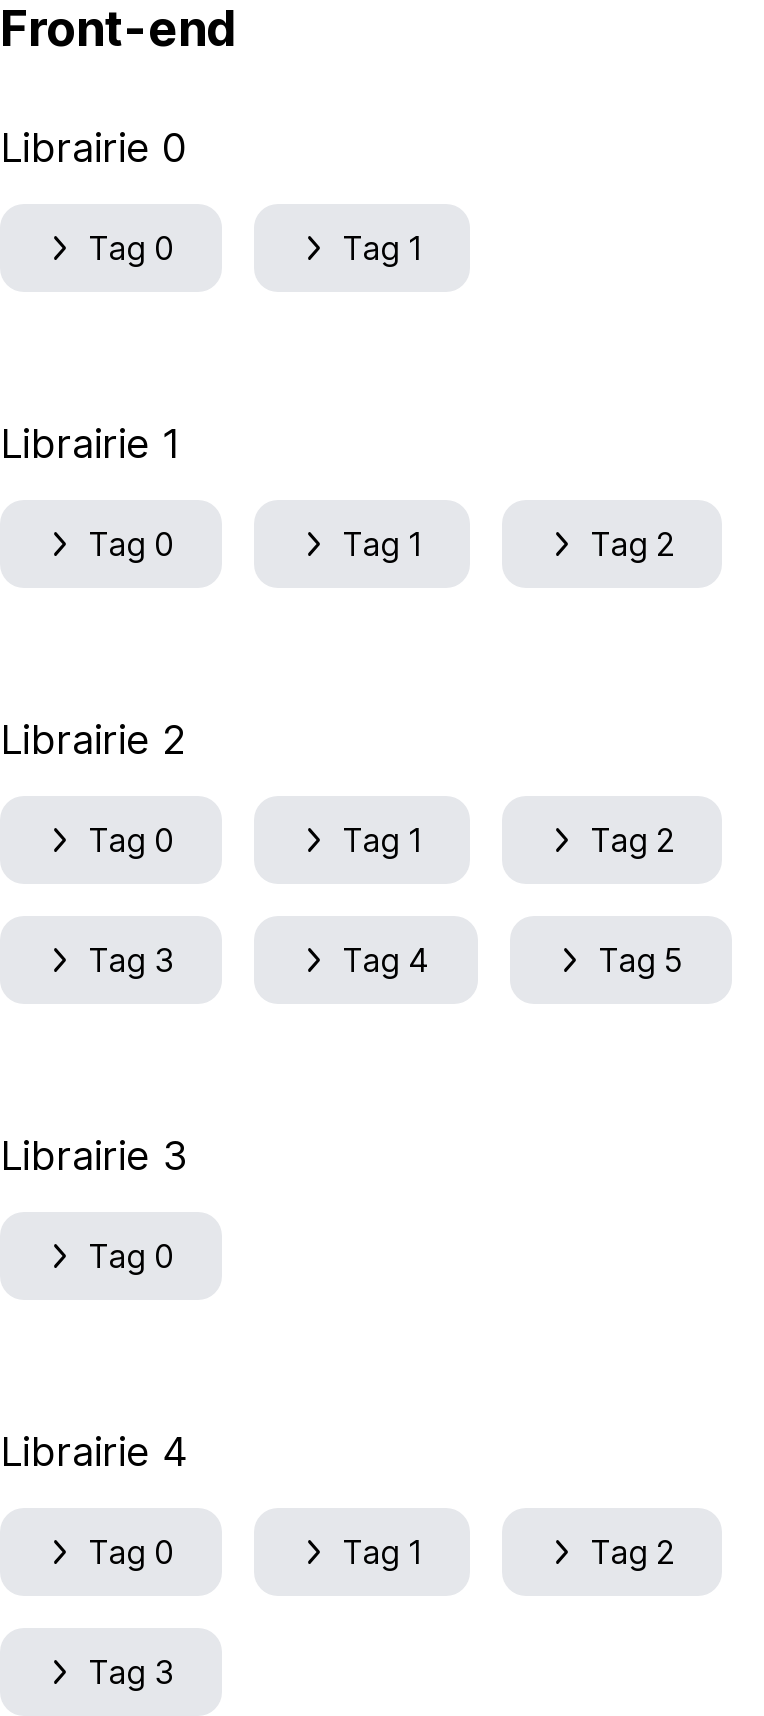 Front-end
Librairie 0
Tag 0 Tag 1
Librairie 1
Tag 0 Tag 1 Tag 2
Librairie 2
Tag 0 Tag 1 Tag 2
Tag 3 Tag 4 Tag 5
Librairie 3
Tag 0
Librairie 4
Tag 0 Tag 1 Tag 2
Tag 3